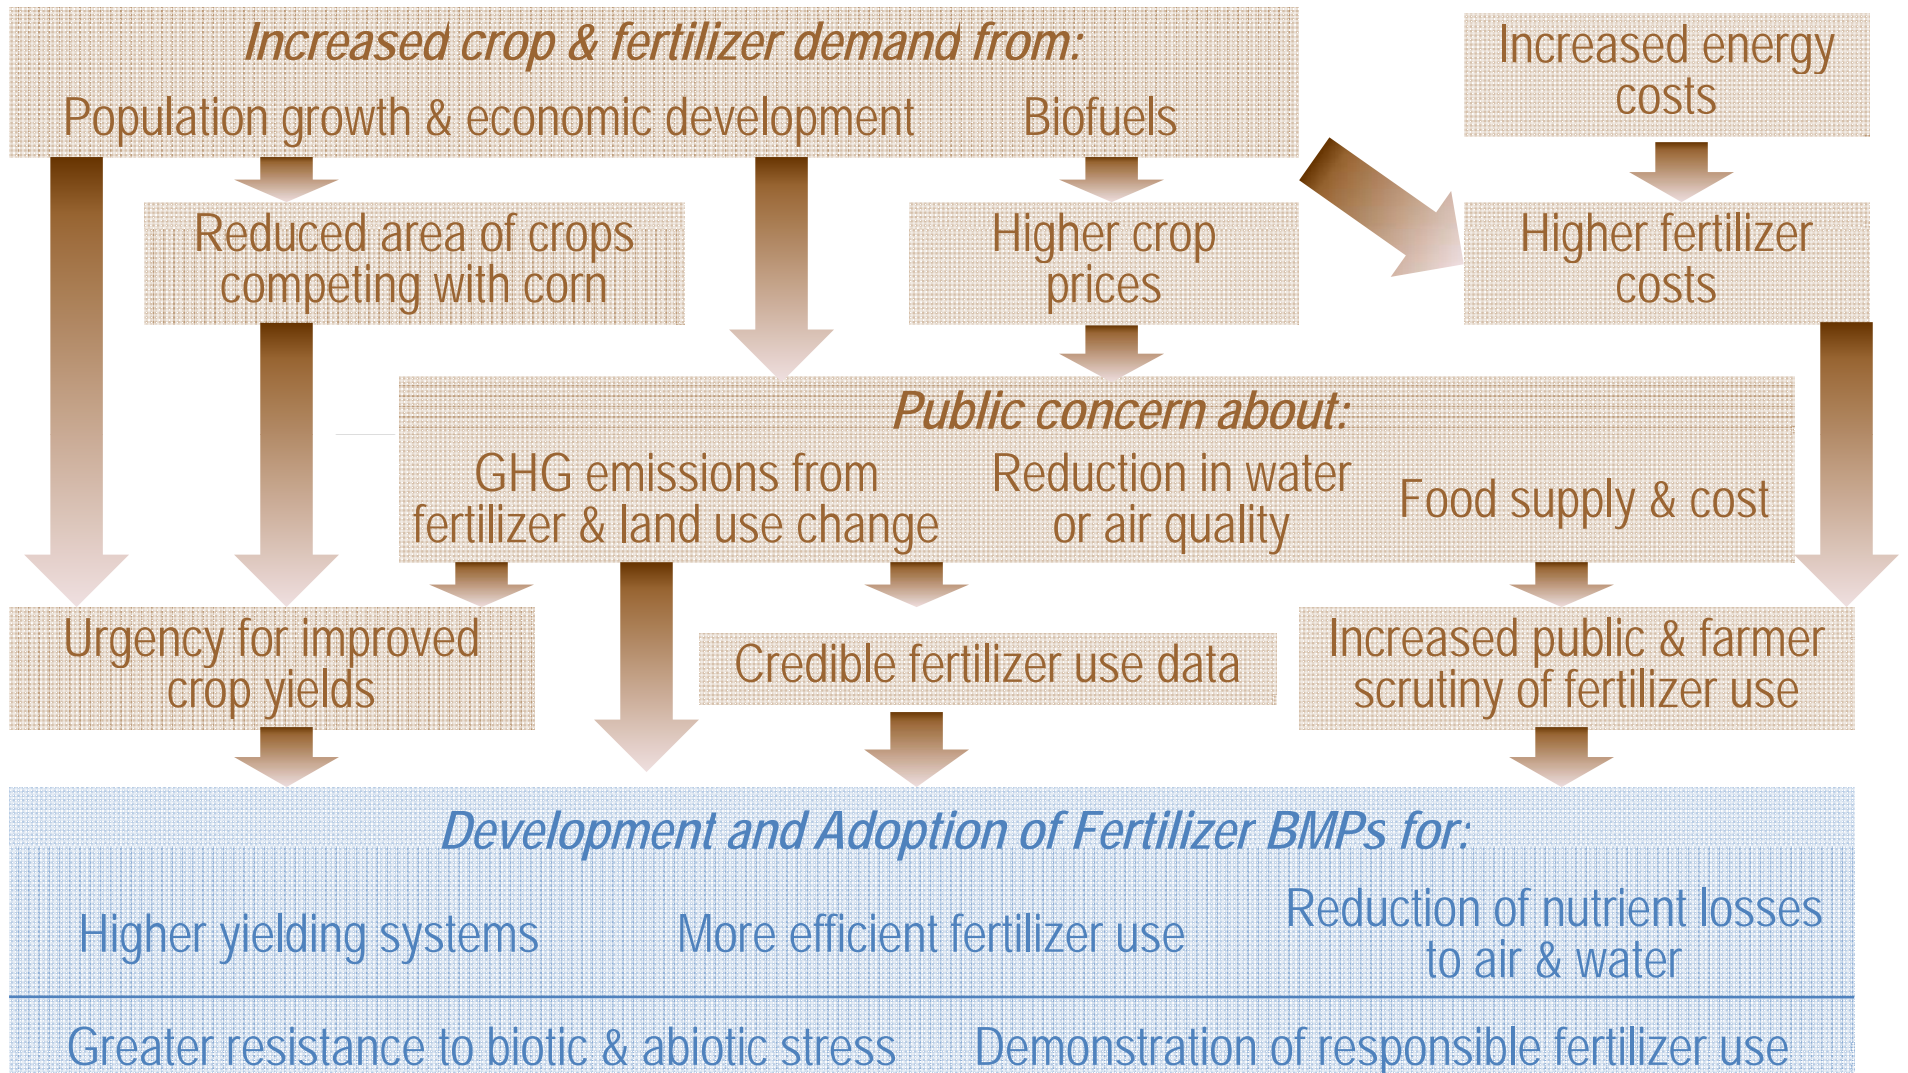 Increased crop & fertilizer demand from:
Population growth & economic development
Biofuels
Increased energy
costs
Reduced area of crops
competing with corn
Higher crop
prices
Higher fertilizer
costs
Public concern about:
GHG emissions from
fertilizer & land use change
Reduction in water
or air quality
Food supply & cost
Urgency for improved
crop yields
Credible fertilizer use data
Increased public & farmer
scrutiny of fertilizer use
Development and Adoption of Fertilizer BMPs for:
Higher yielding systems
More efficient fertilizer use
Reduction of nutrient losses
to air & water
Greater resistance to biotic & abiotic stress
Demonstration of responsible fertilizer use